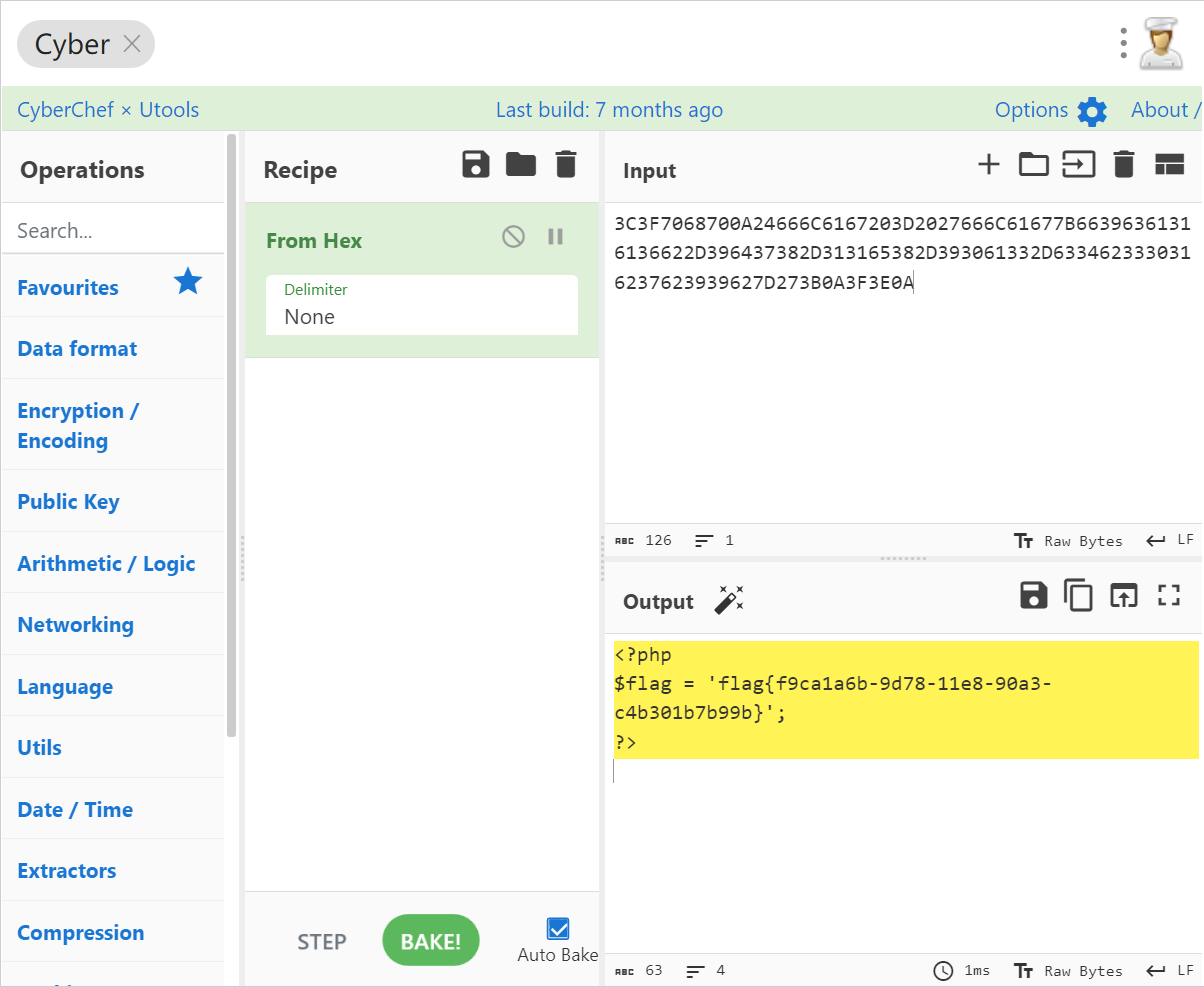 Cyber
CyberChef × Utools
Last build: 7 months ago
Options
About /
Operations
Search...
Favourites
Data format
Encryption /
Encoding
Public Key
Arithmetic / Logic
Networking
Language
Utils
Date / Time
Extractors
Compression
Recipe
From Hex
Delimiter
None
STEP
BAKE!
Auto Bake
Input
3C3F7068700A24666C6167203D2027666C61677B6639636131
6136622D396437382D313165382D393061332D633462333031
6237623939627D273B0A3F3E0A
ABC 126
1
Raw Bytes
LF
Output
<?php
$flag = 'flag{f9ca1a6b-9d78-11e8-90a3-
c4b301b7b99b}';
?>
ABC 63
4
1ms
Raw Bytes
LF